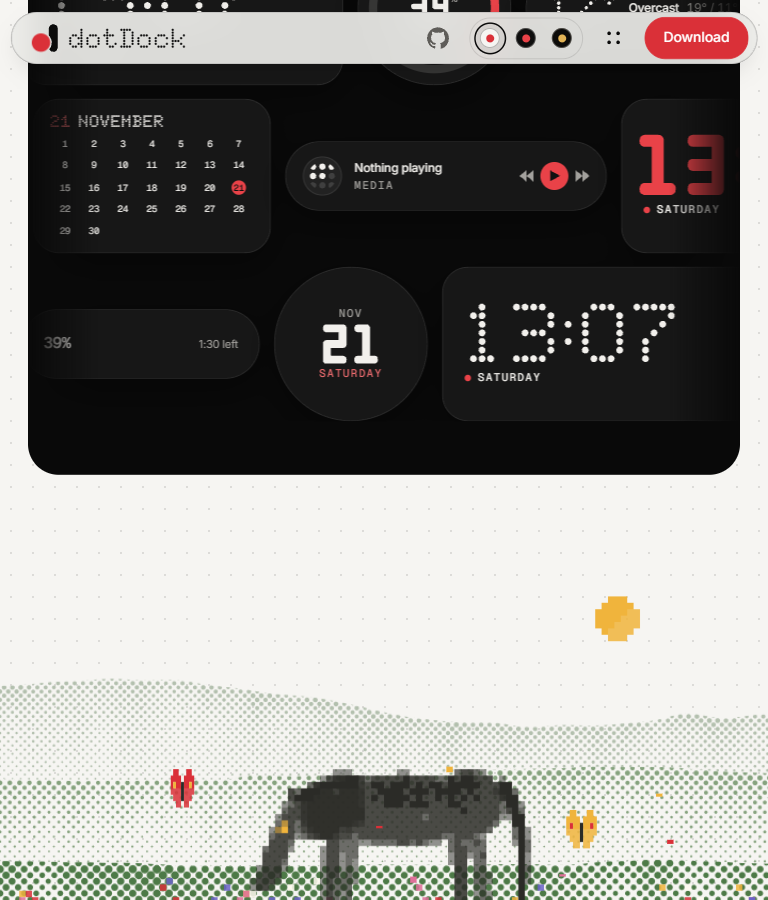 Overcast 19° / 11°
dotDock
Download
21 NOVEMBER
1 2 3 4 5 6 7
8 9 10 11 12 13 14
15 16 17 18 19 20 21
22 23 24 25 26 27 28
29 30
Nothing playing
MEDIA
13
SATURDAY
39%
1:30 left
NOV
21
SATURDAY
13:07
SATURDAY